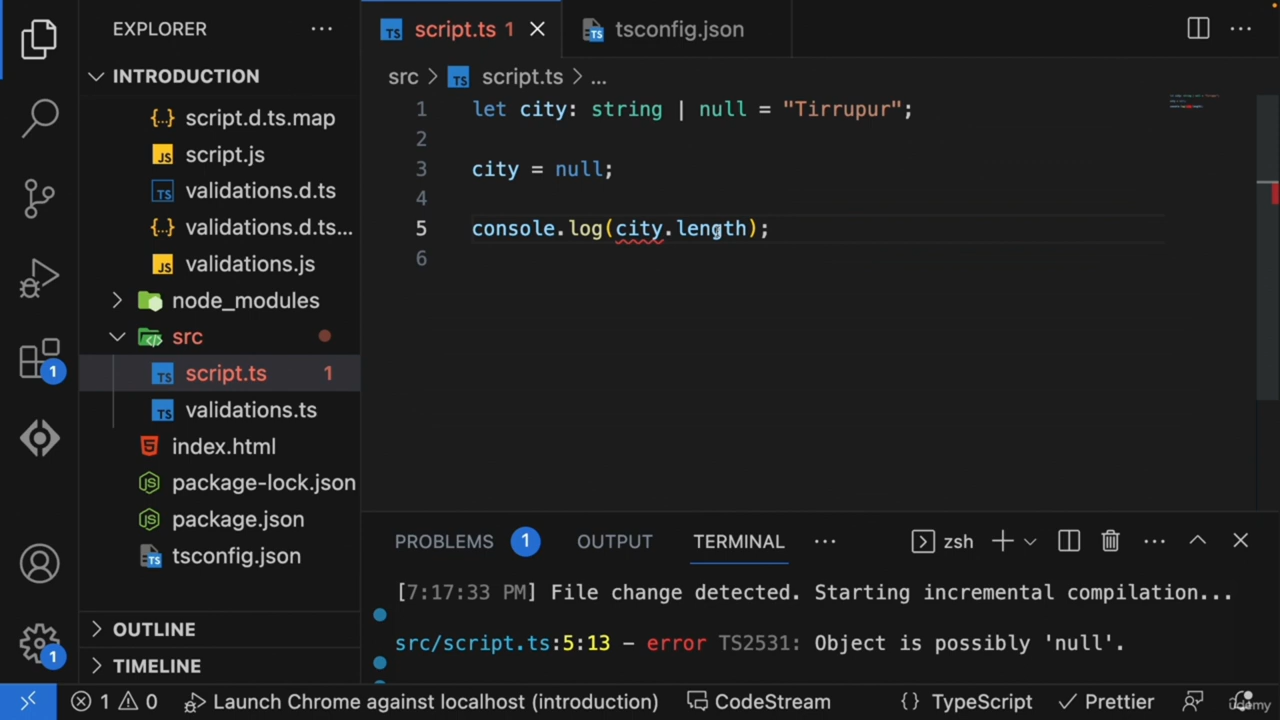 EXPLORER
INTRODUCTION
script.d.ts.map
script.js
validations.d.ts
validations.d.ts...
validations.js
node_modules
src
script.ts 1
validations.ts
index.html
package-lock.json
package.json
tsconfig.json
OUTLINE
TIMELINE
1
1
script.ts 1
tsconfig.json
src > script.ts > ...
1 let city: string | null = "Tirrupur";
2
3 city = null;
4
5 console.log(city.length);
6
PROBLEMS 1 OUTPUT TERMINAL ... zsh
[7:17:33 PM] File change detected. Starting incremental compilation...
src/script.ts:5:13 - error TS2531: Object is possibly 'null'.
1 0 Launch Chrome against localhost (introduction) CodeStream {} TypeScript Prettier
udemy